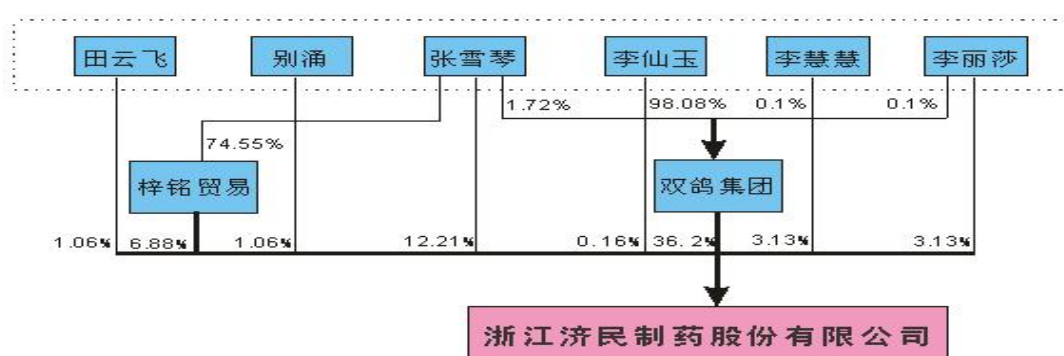 田云飞 别涌 张雪琴 李仙玉 李慧慧 李丽莎
1.72% 98.08% 0.1% 0.1%
74.55%
梓铭贸易 双鸽集团
1.06% 6.88% 1.06% 12.21% 0.16% 36.2% 3.13% 3.13%
浙江济民制药股份有限公司